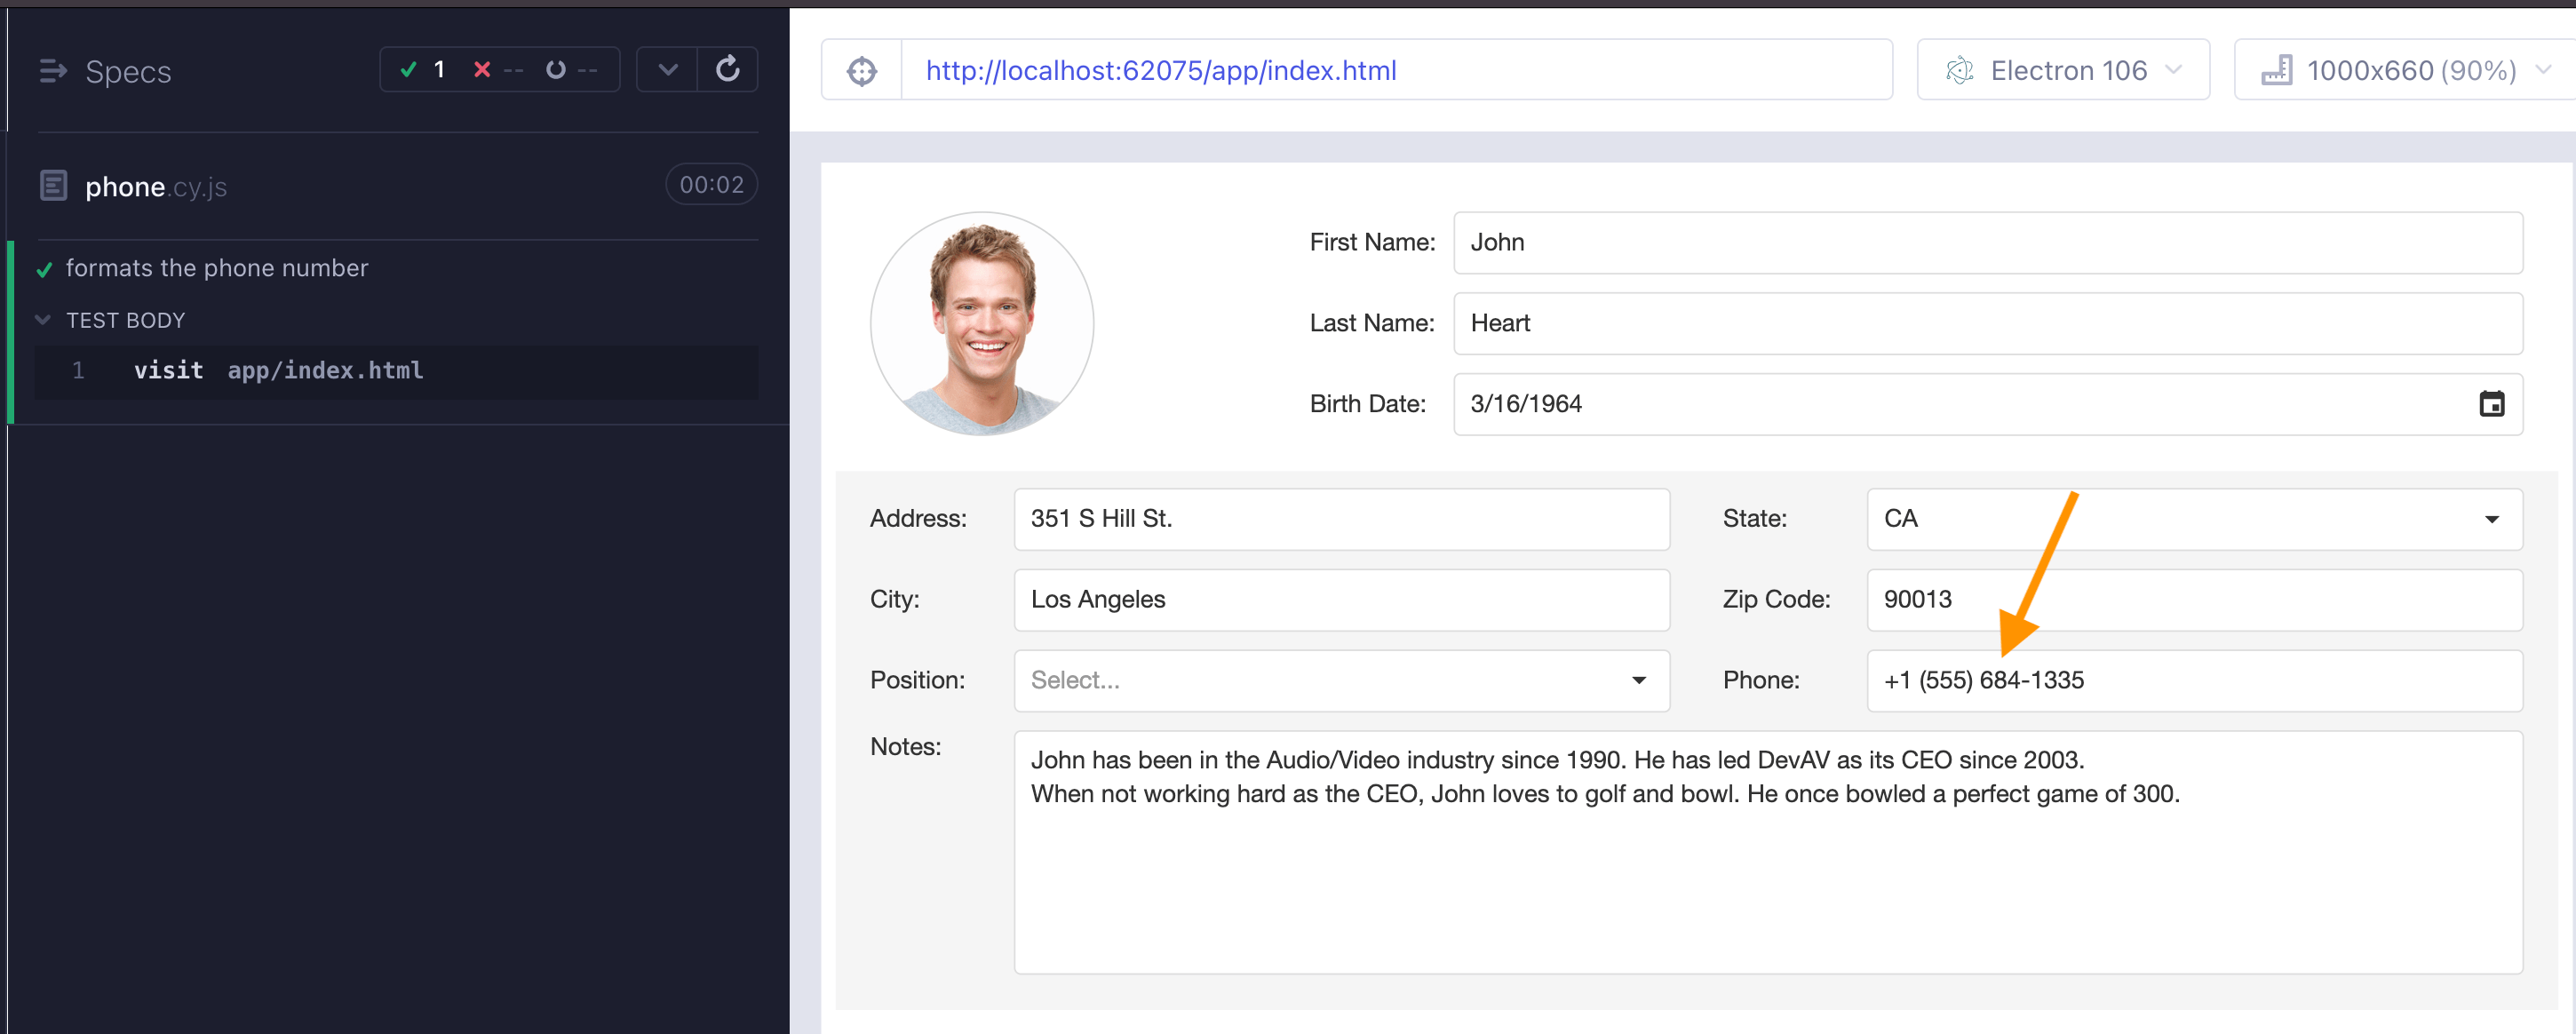 Specs
1 -- --
phone.cy.js
00:02
formats the phone number
TEST BODY
1 visit app/index.html
http://localhost:62075/app/index.html
Electron 106
1000x660 (90%)
First Name: John
Last Name: Heart
Birth Date: 3/16/1964
Address: 351 S Hill St.
State: CA
City: Los Angeles
Zip Code: 90013
Position: Select...
Phone: +1 (555) 684-1335
Notes: John has been in the Audio/Video industry since 1990. He has led DevAV as its CEO since 2003.
When not working hard as the CEO, John loves to golf and bowl. He once bowled a perfect game of 300.